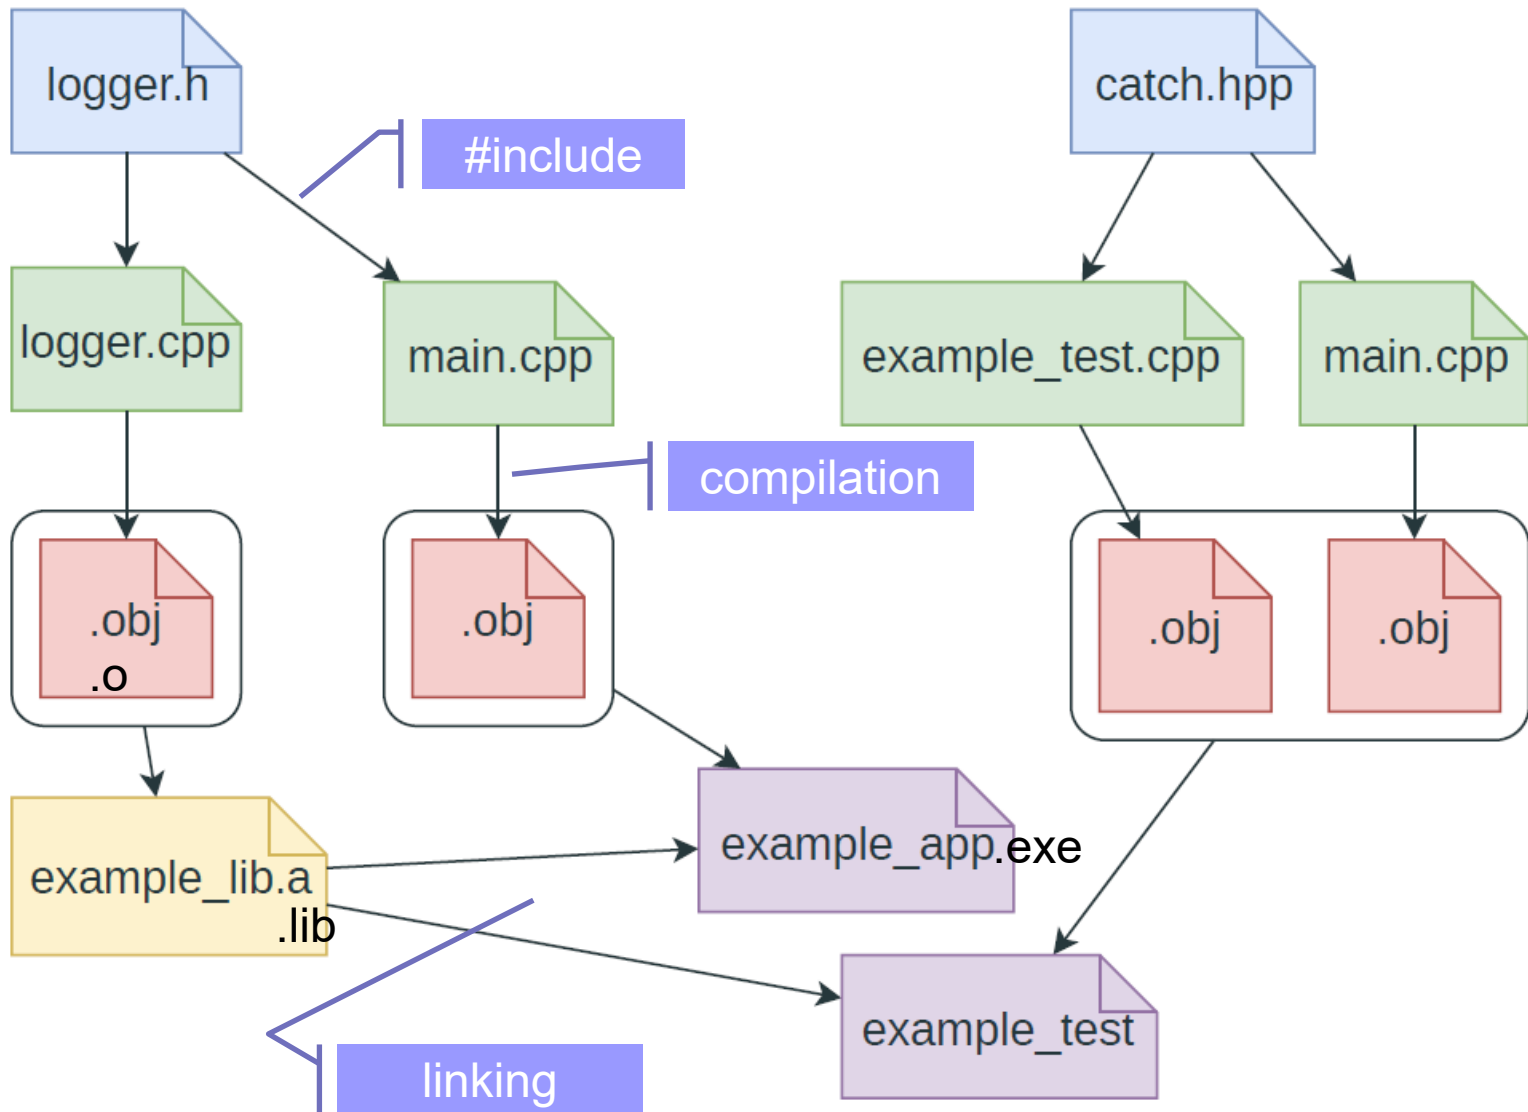 logger.h
catch.hpp
#include
logger.cpp
main.cpp
example_test.cpp
main.cpp
compilation
.obj
.o
.obj
.obj
.obj
example_app.exe
example_lib.a
.lib
example_test
linking